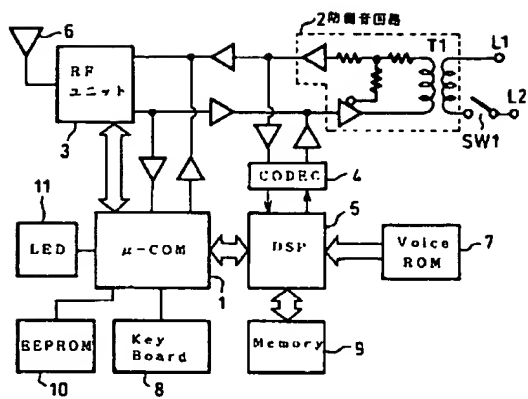 6
2防側音回路
T1
L1
RF
ユニット
L2
SW1
3
CODEC
4
11
5
LED
μ-COM
DSP
Voice
ROM
7
1
EEPROM
Key
Board
Memory
9
10
8